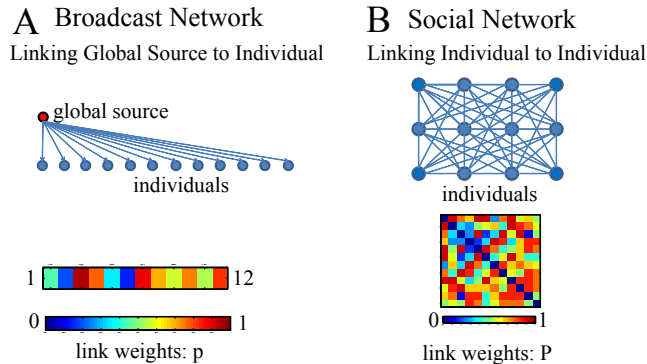 A Broadcast Network
Linking Global Source to Individual
global source
individuals
1 12
0 1
link weights: p
B Social Network
Linking Individual to Individual
individuals
0 1
link weights: P